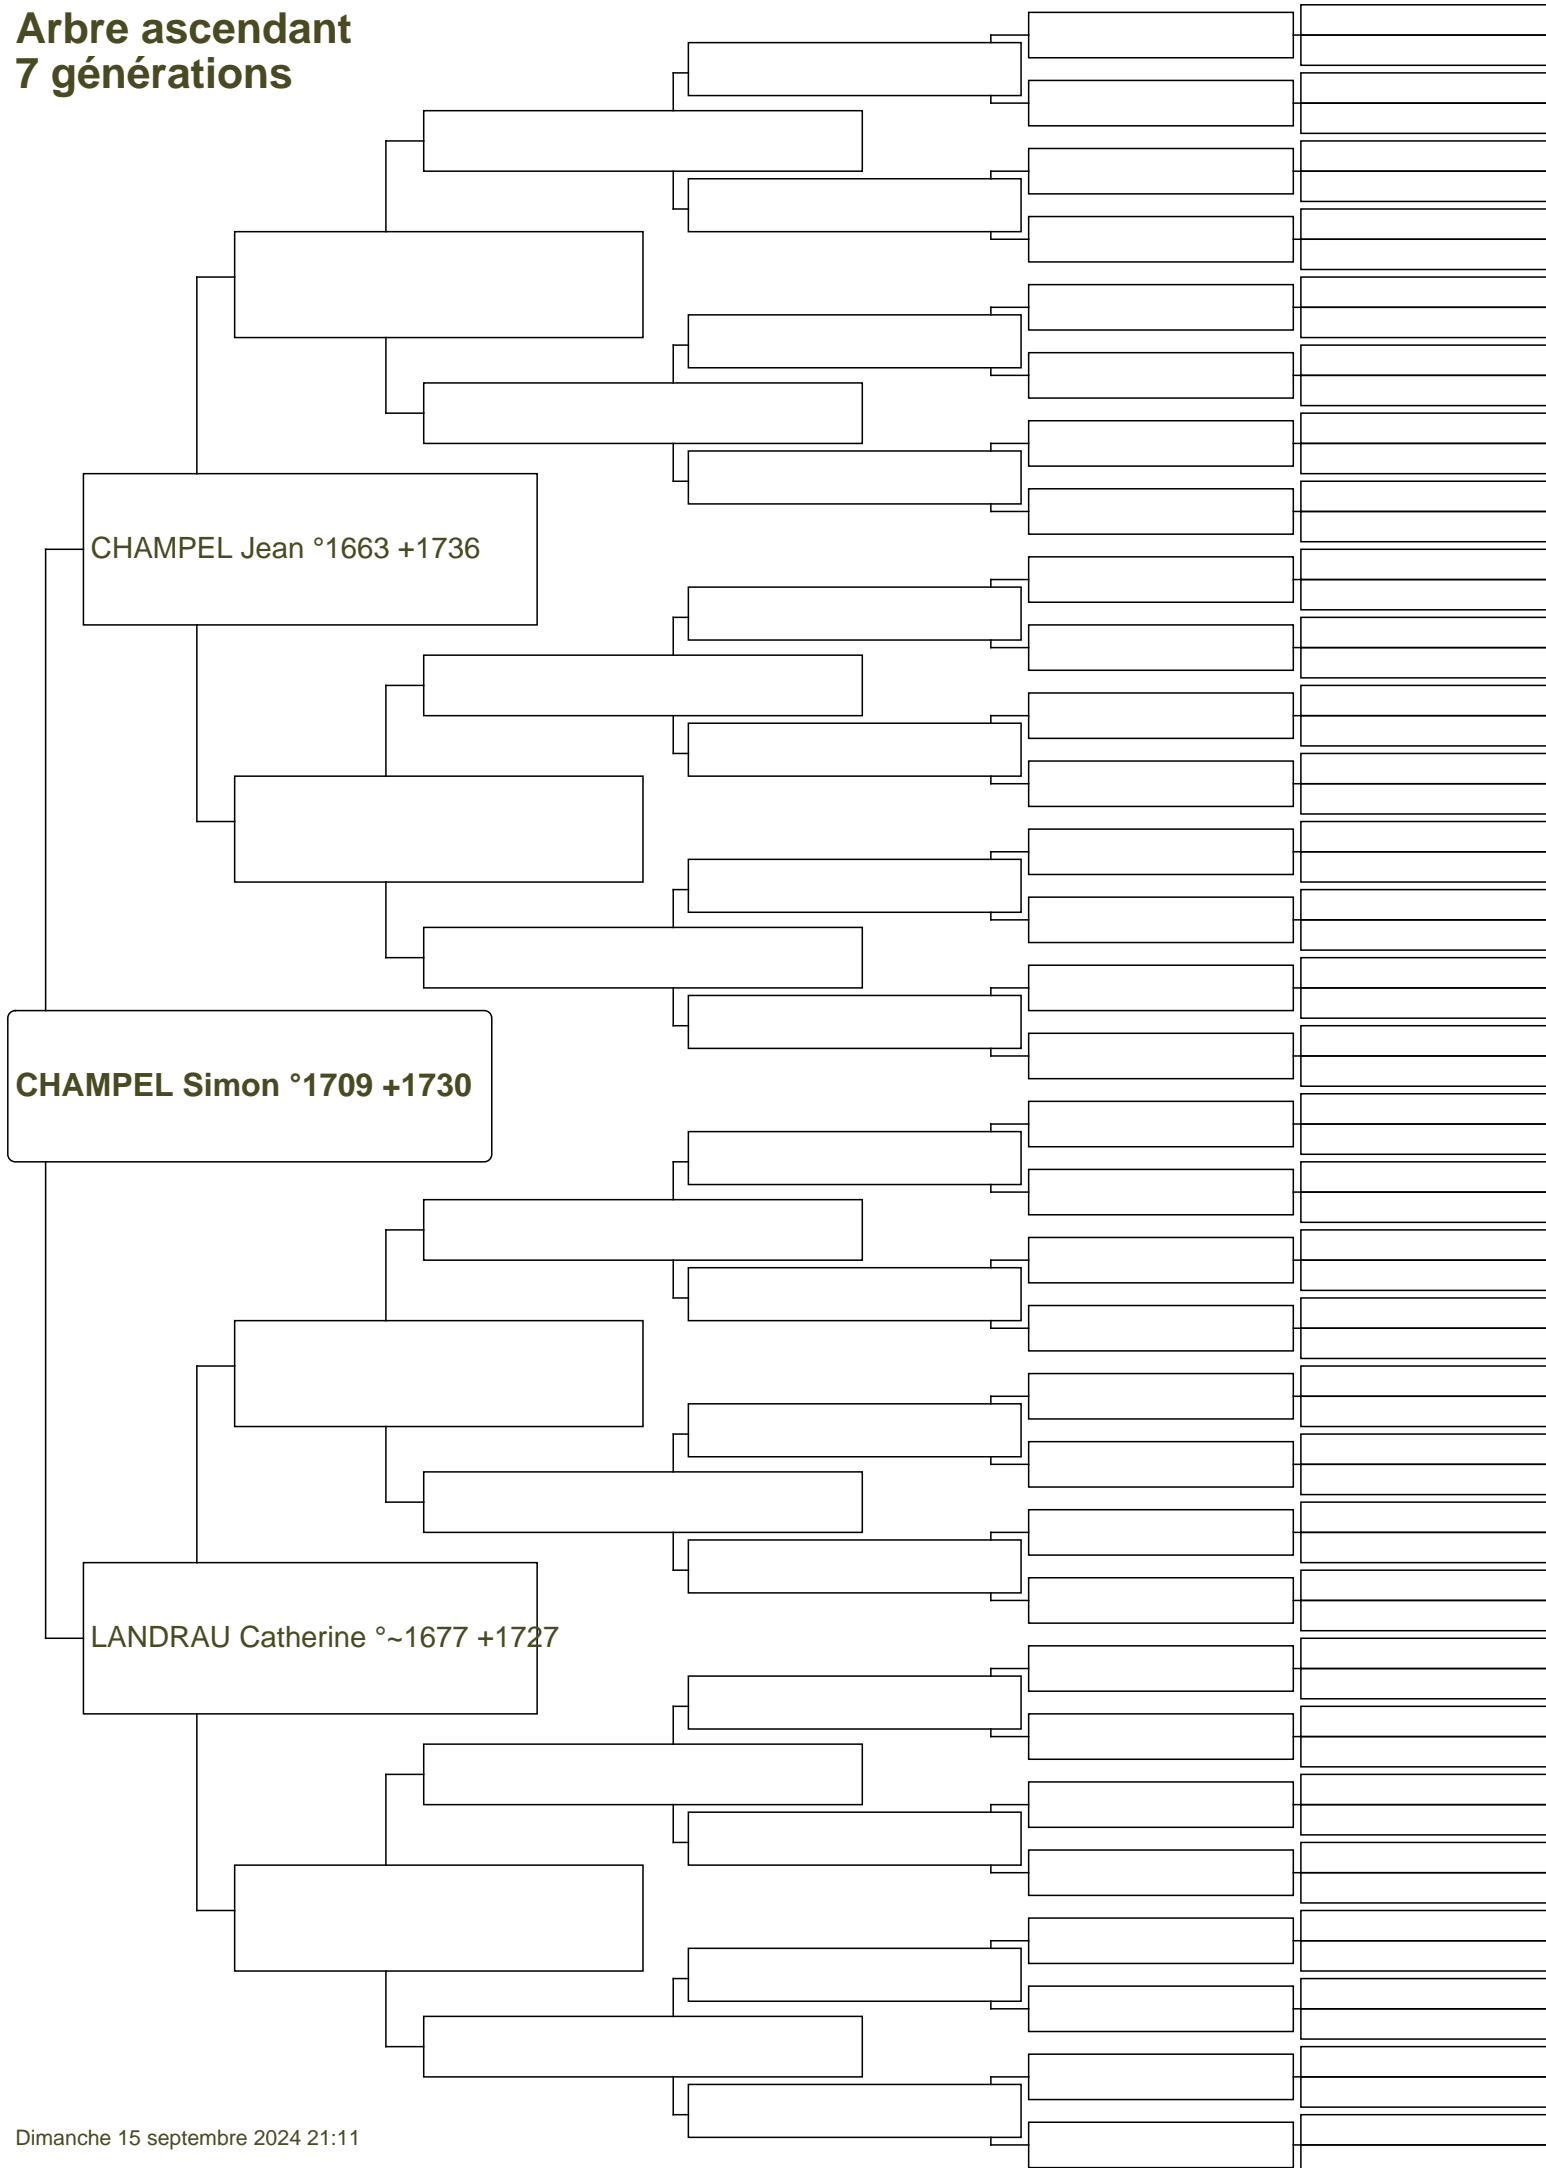 Arbre ascendant
7 générations
CHAMPEL Jean °1663 +1736
CHAMPEL Simon °1709 +1730
LANDRAU Catherine °~1677 +1727
Dimanche 15 septembre 2024 21:11